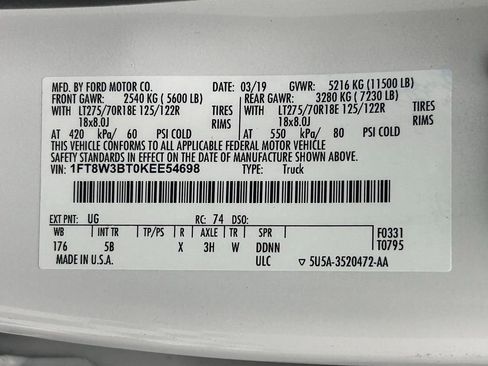 MFD. BY FORD MOTOR CO. 03/19 GVWR: 5216 KG (11500 LB)
FRONT GAWR: 2540 KG ( 5600 LB) REAR GAWR: 3280 KG ( 7230 LB)
WITH LT275/70R18E 125/122R TIRES WITH LT275/70R18E 125/122R TIRES
18x8.0J RIMS 18x8.0J RIMS
AT 420 kPa/ 60 PSI COLD AT 550 kPa/ 80 PSI COLD
THIS VEHICLE CONFORMS TO ALL APPLICABLE FEDERAL MOTOR VEHICLE
SAFETY STANDARDS IN EFFECT ON THE DATE OF MANUFACTURE SHOWN ABOVE.
VIN: 1FT8W3BT0KEE54698 TYPE: Truck
EXT PNT: UG RC: 74 DSO:
WB INT TR TP/PS R AXLE TR SPR F0331
176 5B X 3H W DDNN T0795
MADE IN U.S.A. ULC ▽ 5U5A-3520472-AA